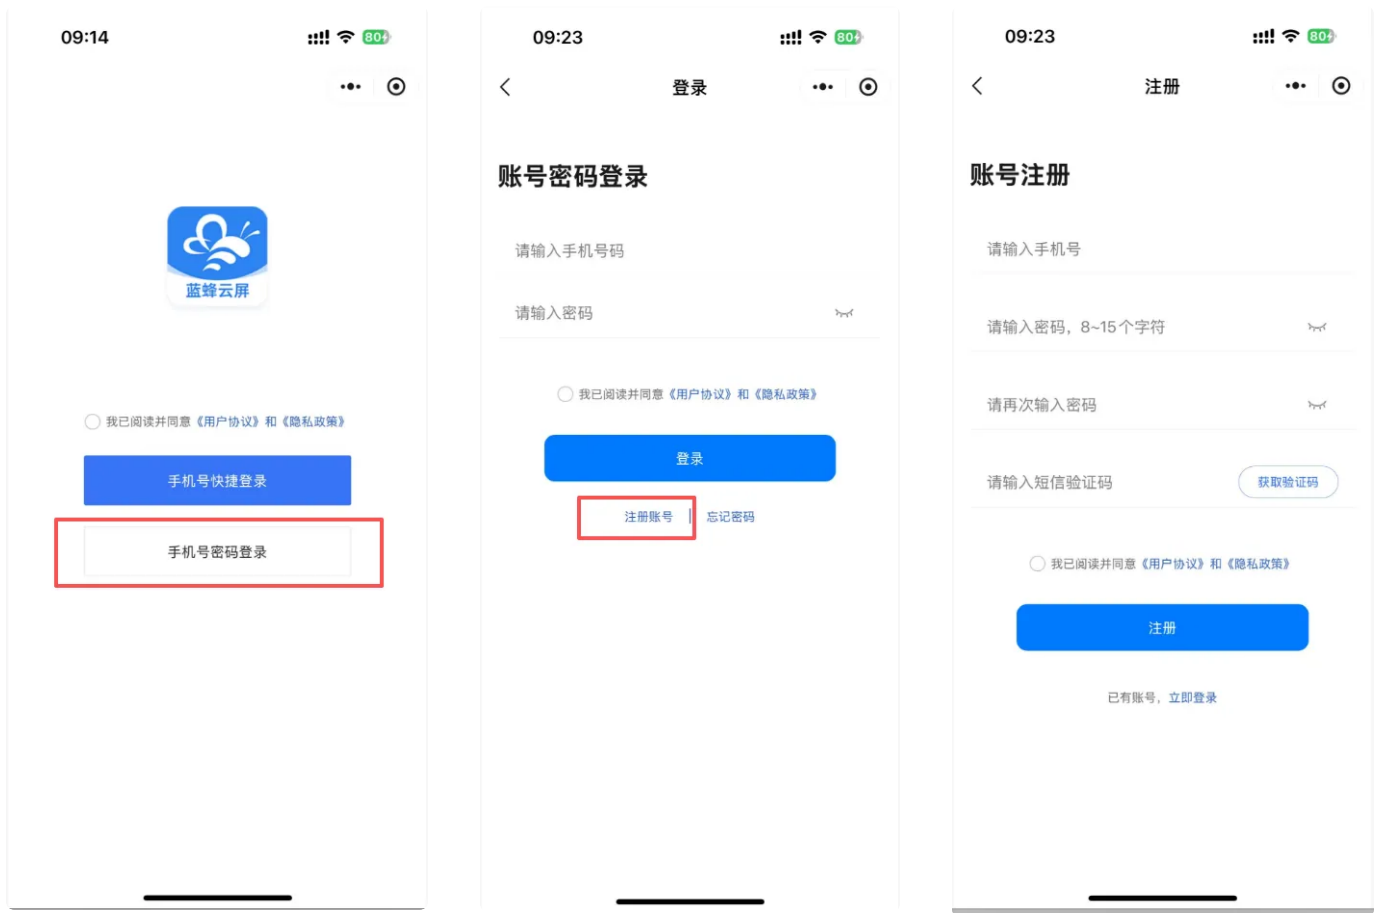 09:14
80
蓝蜂云屏
我已阅读并同意《用户协议》和《隐私政策》
手机号快捷登录
手机号密码登录
09:23
80
登录
账号密码登录
请输入手机号码
请输入密码
我已阅读并同意《用户协议》和《隐私政策》
登录
注册账号 | 忘记密码
09:23
80
注册
账号注册
请输入手机号
请输入密码，8~15个字符
请再次输入密码
请输入短信验证码 获取验证码
我已阅读并同意《用户协议》和《隐私政策》
注册
已有账号，立即登录